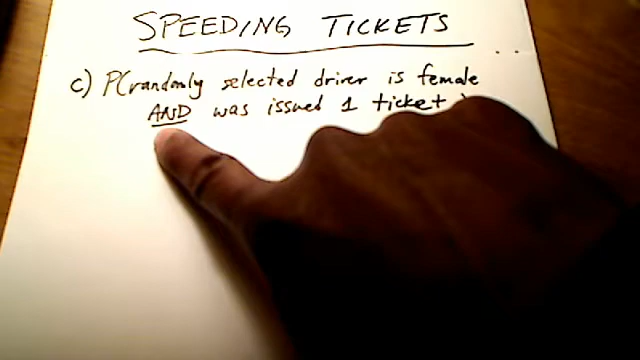 SPEEDING TICKETS
c) P(randomly selected driver is female
AND was issued 1 ticket)